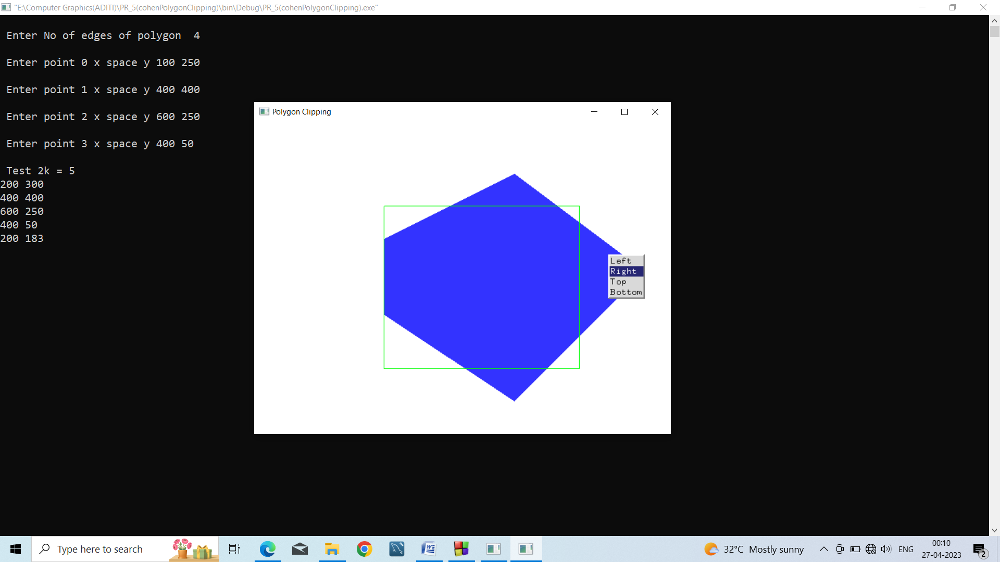 "E:\Computer Graphics(ADITI)\PR_5(cohenPolygonClipping)\bin\Debug\PR_5(cohenPolygonClipping).exe"
Enter No of edges of polygon  4
Enter point 0 x space y 100 250
Enter point 1 x space y 400 400
Enter point 2 x space y 600 250
Enter point 3 x space y 400 50
Test 2k = 5
200 300
400 400
600 250
400 50
200 183
Polygon Clipping
Left
Right
Top
Bottom
Type here to search
32°C Mostly sunny
ENG
00:10
27-04-2023
2